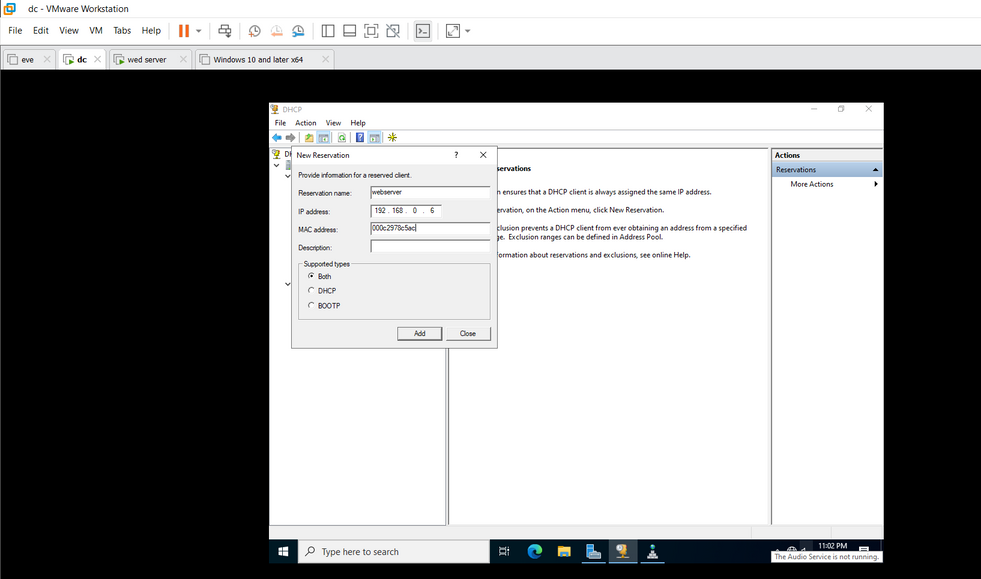 dc - VMware Workstation
File Edit View VM Tabs Help
eve
dc
wed server
Windows 10 and later x64
DHCP
File Action View Help
New Reservation
Provide information for a reserved client.
Reservation name: webserver
IP address: 192 . 168 . 0 . 6
MAC address: 000c2978c5ac
Description:
Supported types
Both
DHCP
BOOTP
Add Close
servations
n ensures that a DHCP client is always assigned the same IP address.
ervation, on the Action menu, click New Reservation.
clusion prevents a DHCP client from ever obtaining an address from a specified
ge. Exclusion ranges can be defined in Address Pool.
formation about reservations and exclusions, see online Help.
Actions
Reservations
More Actions
Type here to search
11:02 PM
The Audio Service is not running.